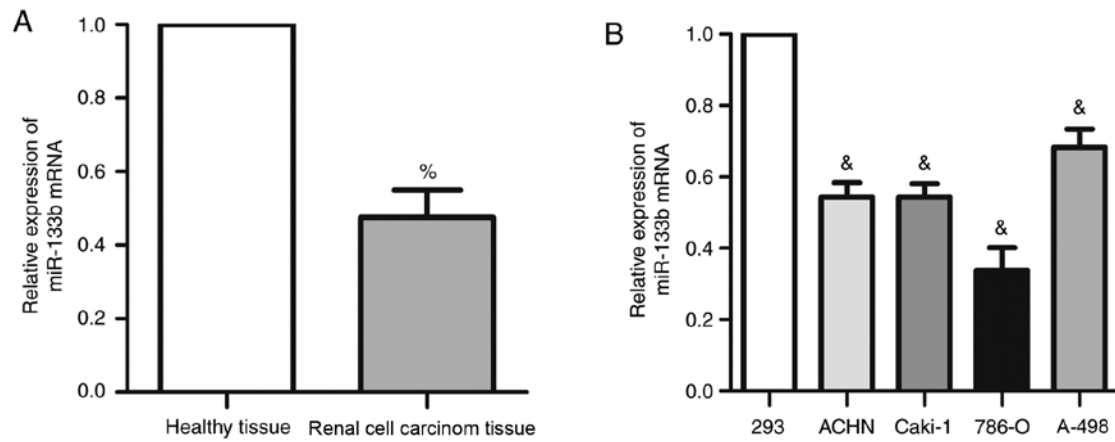 A
Relative expression of
miR-133b mRNA
1.0
0.8
0.6
0.4
0.2
0.0
%
Healthy tissue
Renal cell carcinom tissue
B
Relative expression of
miR-133b mRNA
1.0
0.8
0.6
0.4
0.2
0.0
&
&
&
&
293
ACHN
Caki-1
786-O
A-498